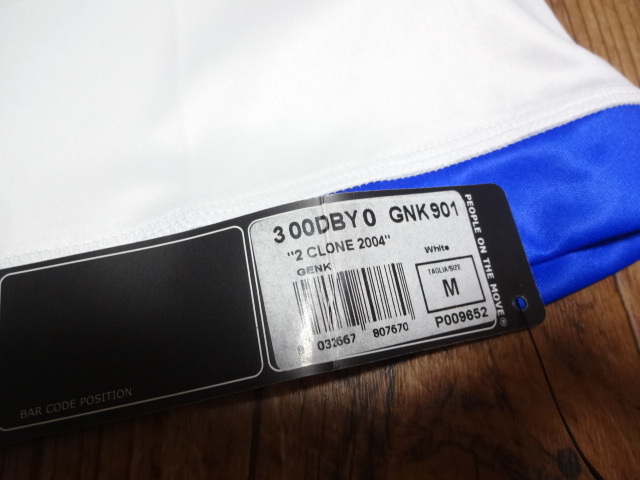 300DBY0 GNK901
"2 CLONE 2004"
GENK
White
TAGLIA/SIZE
M
032667 807670
P009652
PEOPLE ON THE MOVE®
BAR CODE POSITION